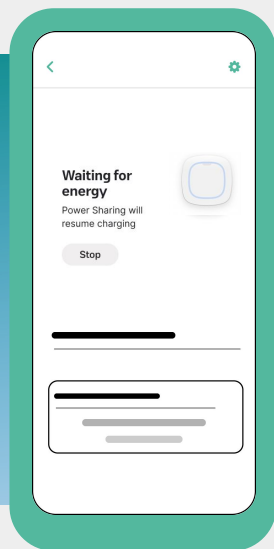 Waiting for
energy
Power Sharing will
resume charging
Stop